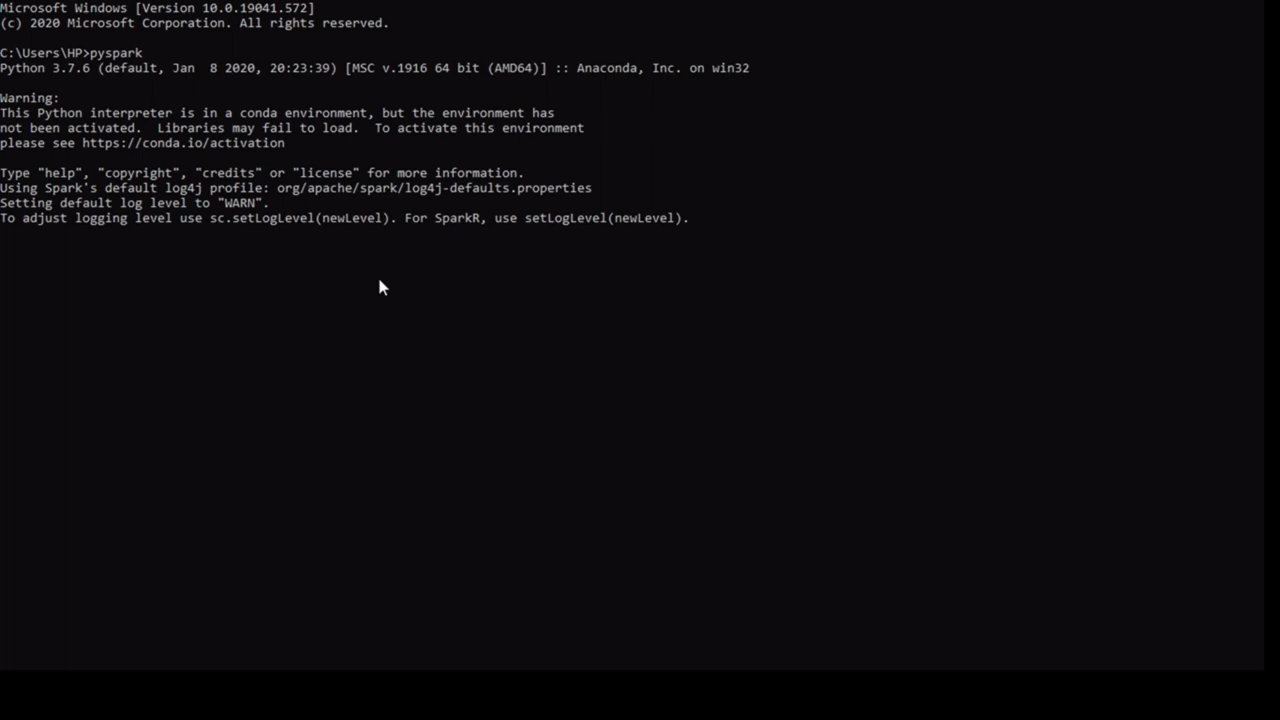 Microsoft Windows [Version 10.0.19041.572]
(c) 2020 Microsoft Corporation. All rights reserved.
C:\Users\HP>pyspark
Python 3.7.6 (default, Jan  8 2020, 20:23:39) [MSC v.1916 64 bit (AMD64)] :: Anaconda, Inc. on win32
Warning:
This Python interpreter is in a conda environment, but the environment has
not been activated.  Libraries may fail to load.  To activate this environment
please see https://conda.io/activation
Type "help", "copyright", "credits" or "license" for more information.
Using Spark's default log4j profile: org/apache/spark/log4j-defaults.properties
Setting default log level to "WARN".
To adjust logging level use sc.setLogLevel(newLevel). For SparkR, use setLogLevel(newLevel).